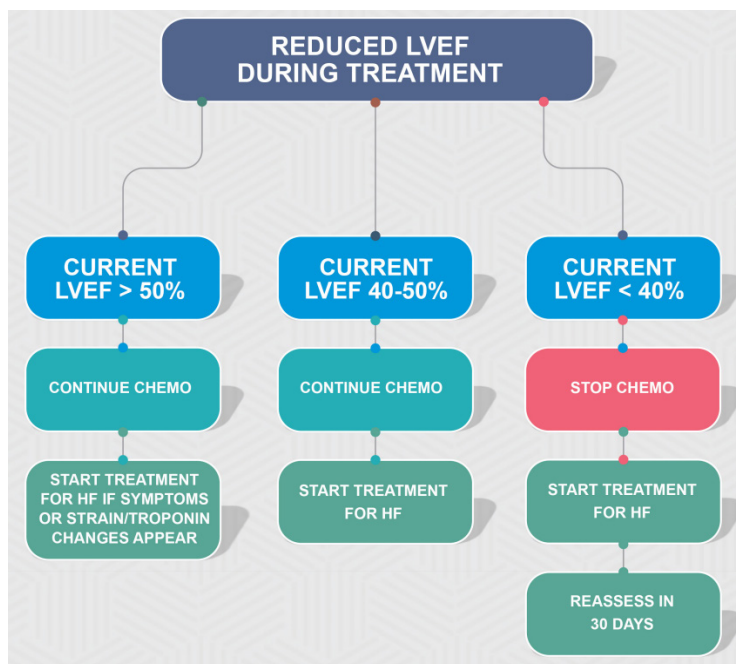 REDUCED LVEF
DURING TREATMENT
CURRENT
LVEF > 50%
CONTINUE CHEMO
START TREATMENT
FOR HF IF SYMPTOMS
OR STRAIN/TROPONIN
CHANGES APPEAR
CURRENT
LVEF 40-50%
CONTINUE CHEMO
START TREATMENT
FOR HF
CURRENT
LVEF < 40%
STOP CHEMO
START TREATMENT
FOR HF
REASSESS IN
30 DAYS